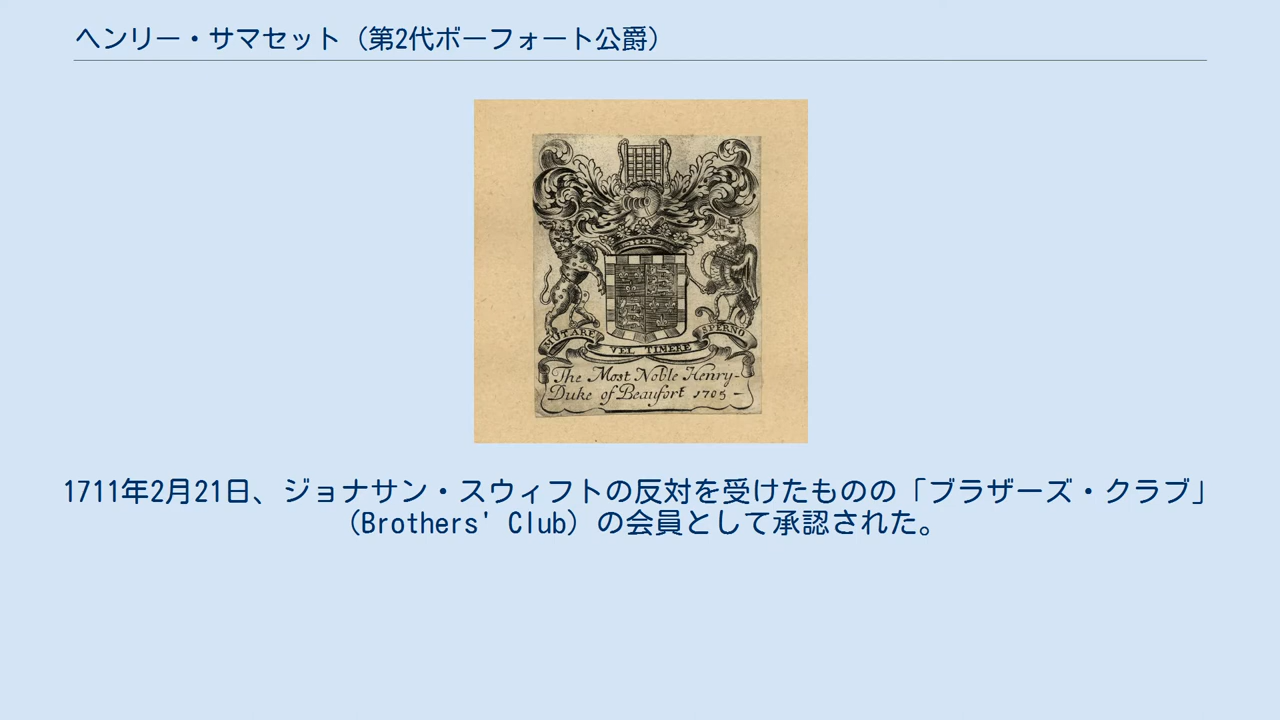 ヘンリー・サマセット（第2代ボーフォート公爵）
MUTARE
VEL TIMERE
SPERNO
The Most Noble Henry-
Duke of Beaufort 1705 -
1711年2月21日、ジョナサン・スウィフトの反対を受けたものの「ブラザーズ・クラブ」
（Brothers' Club）の会員として承認された。